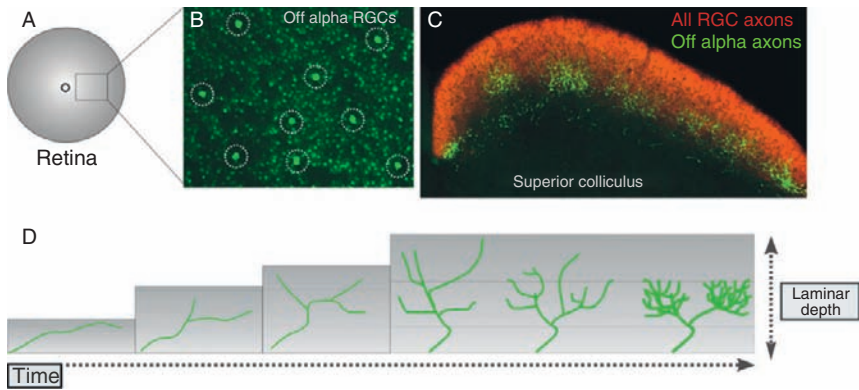 A
B
Off alpha RGCs
C
All RGC axons
Off alpha axons
Retina
Superior colliculus
D
Laminar
depth
Time